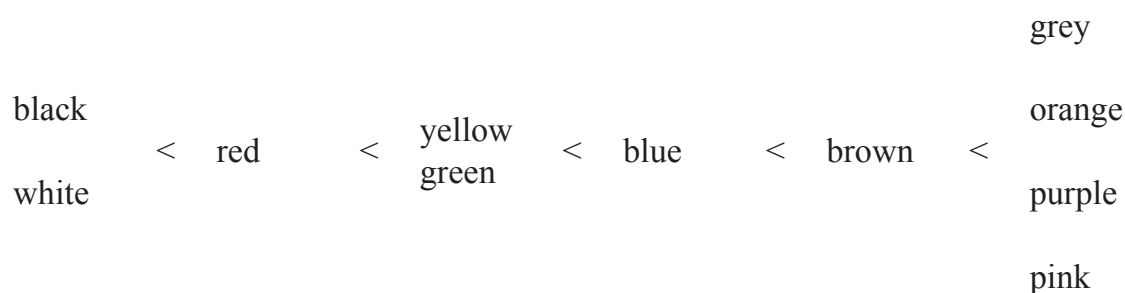 black
white
<
red
<
yellow
green
<
blue
<
brown
<
grey
orange
purple
pink